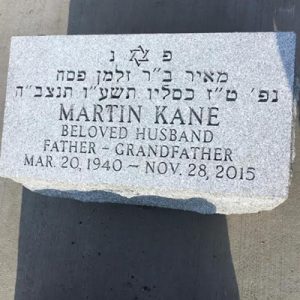 פ ✡ נ
מאיר ב״ר זלמן פסח
נפ׳ ט״ז כסליו תשע״ו תנצב״ה
MARTIN KANE
BELOVED HUSBAND
FATHER - GRANDFATHER
MAR. 20, 1940 ~ NOV. 28, 2015